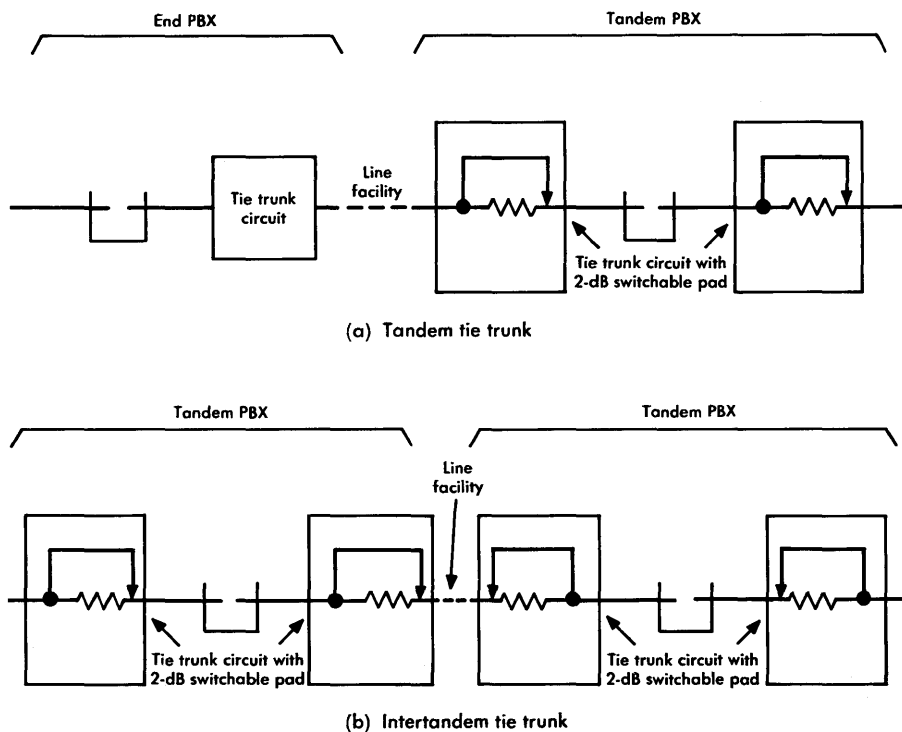 End PBX
Tandem PBX
Tie trunk
circuit
Line
facility
Tie trunk circuit with
2-dB switchable pad
(a) Tandem tie trunk
Tandem PBX
Tandem PBX
Line
facility
Tie trunk circuit with
2-dB switchable pad
Tie trunk circuit with
2-dB switchable pad
(b) Intertandem tie trunk